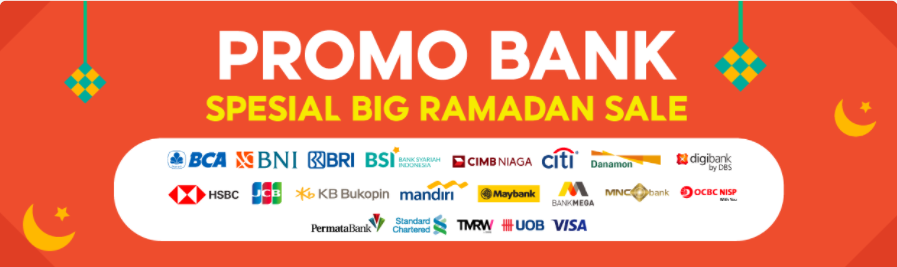 PROMO BANK
SPESIAL BIG RAMADAN SALE
BCA BNI BRI BSI BANK SYARIAH INDONESIA CIMB NIAGA citi Danamon digibank by DBS
HSBC JCB KB Bukopin mandiri Maybank BANK MEGA MNC bank OCBC NISP With You
PermataBank Standard Chartered TMRW UOB VISA